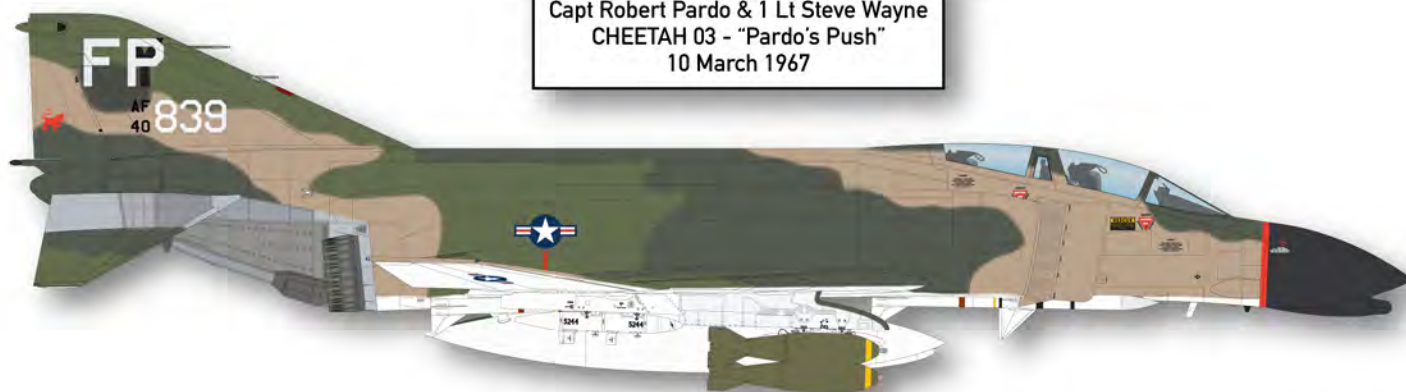 Capt Robert Pardo & 1 Lt Steve Wayne
CHEETAH 03 - “Pardo’s Push”
10 March 1967
FP
AF
40 839
5244 5244